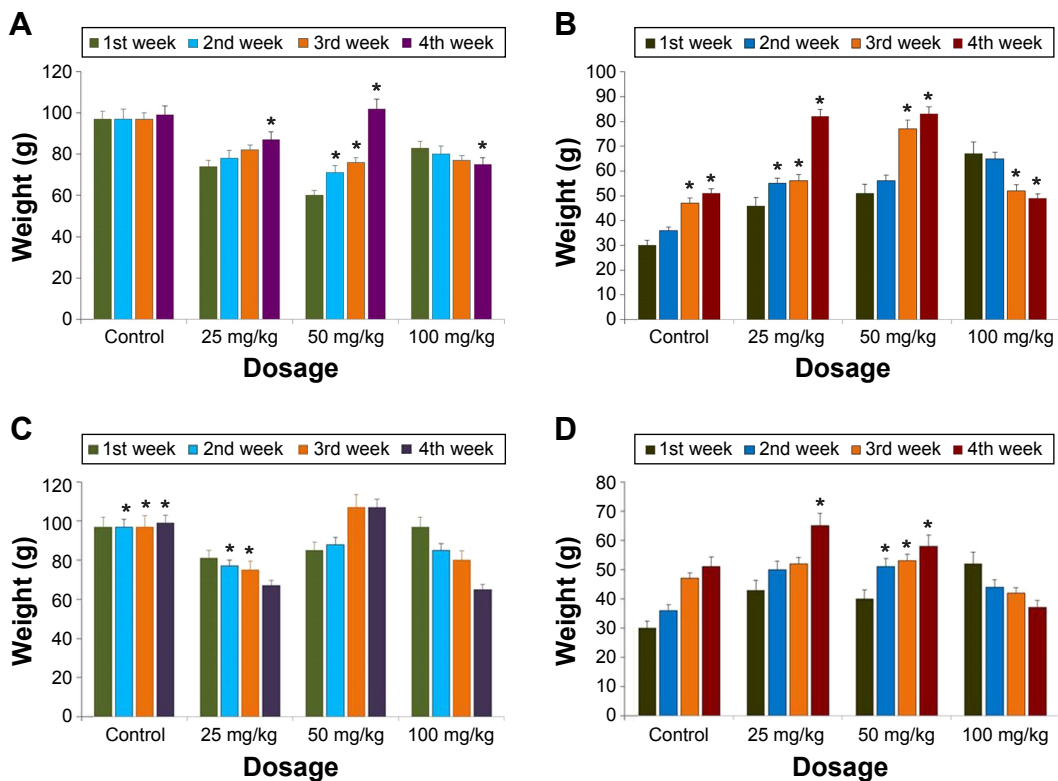 A
1st week 2nd week 3rd week 4th week
Weight (g)
120
100
80
60
40
20
0
* * * * *
Control 25 mg/kg 50 mg/kg 100 mg/kg
Dosage
B
1st week 2nd week 3rd week 4th week
Weight (g)
100
90
80
70
60
50
40
30
20
10
0
* * * * * * * * *
Control 25 mg/kg 50 mg/kg 100 mg/kg
Dosage
C
1st week 2nd week 3rd week 4th week
Weight (g)
120
100
80
60
40
20
0
* * * * *
Control 25 mg/kg 50 mg/kg 100 mg/kg
Dosage
D
1st week 2nd week 3rd week 4th week
Weight (g)
80
70
60
50
40
30
20
10
0
* * * *
Control 25 mg/kg 50 mg/kg 100 mg/kg
Dosage